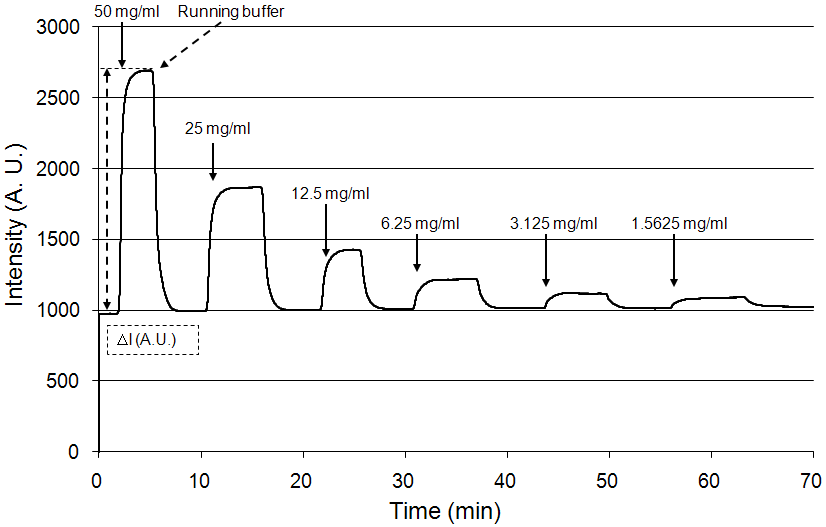 50 mg/ml
Running buffer
25 mg/ml
12.5 mg/ml
6.25 mg/ml
3.125 mg/ml
1.5625 mg/ml
Intensity (A. U.)
3000
2500
2000
1500
1000
500
0
ΔI (A.U.)
0 10 20 30 40 50 60 70
Time (min)